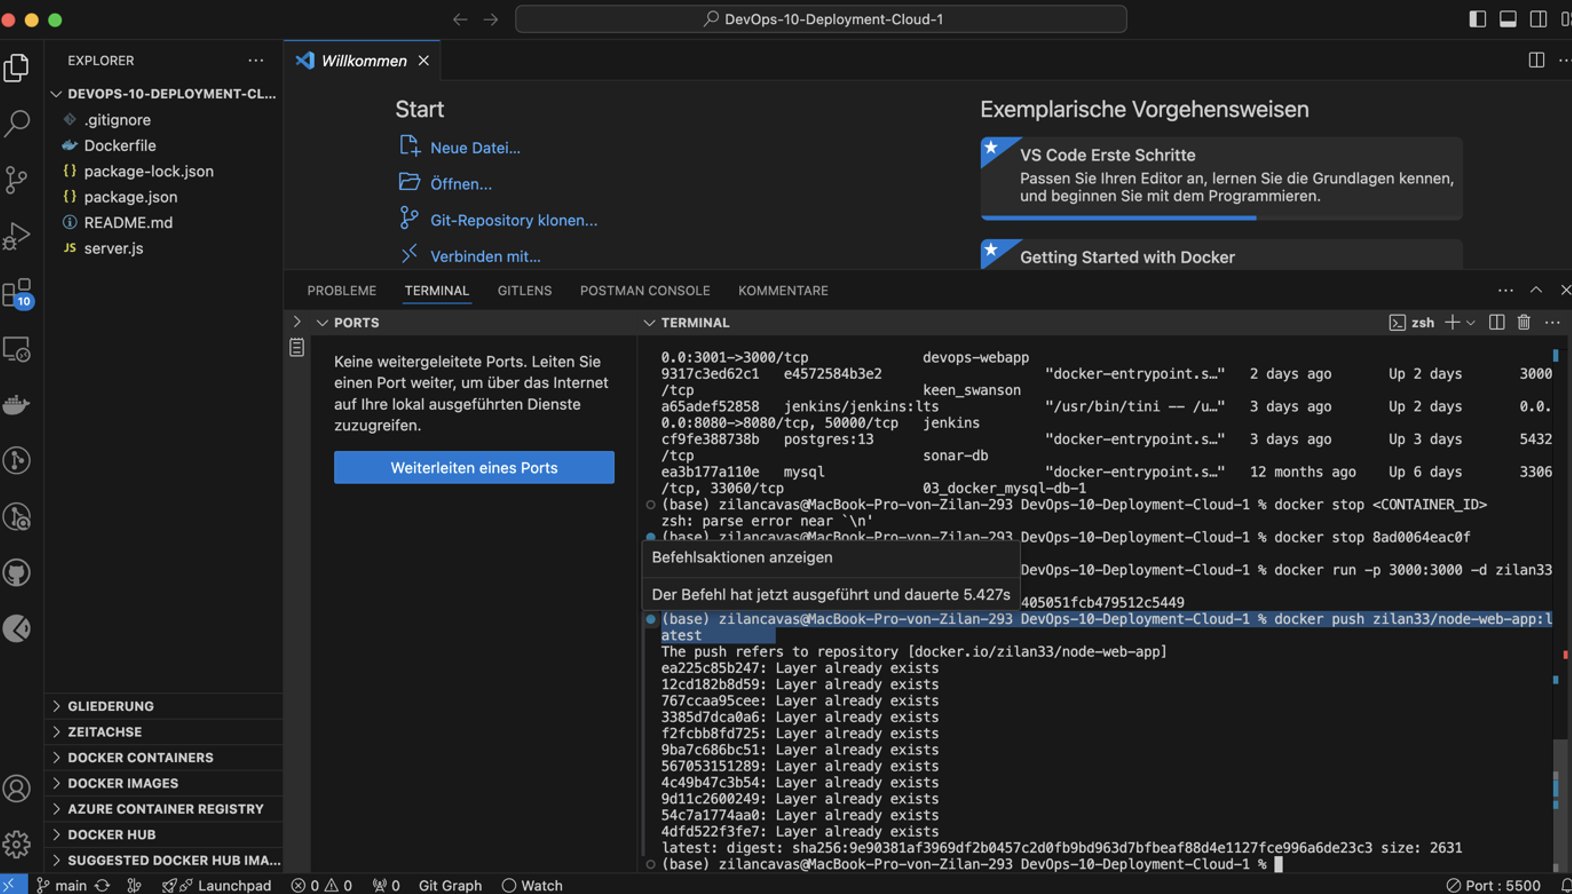 DevOps-10-Deployment-Cloud-1
EXPLORER
Willkommen
DEVOPS-10-DEPLOYMENT-CL...
.gitignore
Dockerfile
package-lock.json
package.json
README.md
JS server.js
10
Start
Neue Datei...
Öffnen...
Git-Repository klonen...
Verbinden mit...
Exemplarische Vorgehensweisen
VS Code Erste Schritte
Passen Sie Ihren Editor an, lernen Sie die Grundlagen kennen,
und beginnen Sie mit dem Programmieren.
Getting Started with Docker
PROBLEME TERMINAL GITLENS POSTMAN CONSOLE KOMMENTARE
PORTS
Keine weitergeleitete Ports. Leiten Sie
einen Port weiter, um über das Internet
auf Ihre lokal ausgeführten Dienste
zuzugreifen.
Weiterleiten eines Ports
TERMINAL
zsh
0.0:3001->3000/tcp devops-webapp
9317c3ed62c1 e4572584b3e2 "docker-entrypoint.s…" 2 days ago Up 2 days 3000
/tcp keen_swanson
a65adef52858 jenkins/jenkins:lts "/usr/bin/tini -- /u…" 3 days ago Up 2 days 0.0.
0.0:8080->8080/tcp, 50000/tcp jenkins
cf9fe388738b postgres:13 "docker-entrypoint.s…" 3 days ago Up 3 days 5432
/tcp sonar-db
ea3b177a110e mysql "docker-entrypoint.s…" 12 months ago Up 6 days 3306
/tcp, 33060/tcp 03_docker_mysql-db-1
(base) zilancavas@MacBook-Pro-von-Zilan-293 DevOps-10-Deployment-Cloud-1 % docker stop <CONTAINER_ID>
zsh: parse error near `\n'
(base) zilancavas@MacBook-Pro-von-Zilan-293 DevOps-10-Deployment-Cloud-1 % docker stop 8ad0064eac0f
Befehlsaktionen anzeigen
DevOps-10-Deployment-Cloud-1 % docker run -p 3000:3000 -d zilan33
Der Befehl hat jetzt ausgeführt und dauerte 5.427s
405051fcb479512c5449
(base) zilancavas@MacBook-Pro-von-Zilan-293 DevOps-10-Deployment-Cloud-1 % docker push zilan33/node-web-app:l
atest
The push refers to repository [docker.io/zilan33/node-web-app]
ea225c85b247: Layer already exists
12cd182b8d59: Layer already exists
767ccaa95cee: Layer already exists
3385d7dca0a6: Layer already exists
f2fcbb8fd725: Layer already exists
9ba7c686bc51: Layer already exists
567053151289: Layer already exists
4c49b47c3b54: Layer already exists
9d11c2600249: Layer already exists
54c7a1774aa0: Layer already exists
4dfd522f3fe7: Layer already exists
latest: digest: sha256:9e90381af3969df2b0457c2d0fb9bd963d7bfbeaf88d4e1127fce996a6de23c3 size: 2631
(base) zilancavas@MacBook-Pro-von-Zilan-293 DevOps-10-Deployment-Cloud-1 %
GLIEDERUNG
ZEITACHSE
DOCKER CONTAINERS
DOCKER IMAGES
AZURE CONTAINER REGISTRY
DOCKER HUB
SUGGESTED DOCKER HUB IMA...
main Launchpad 0 0 0 Git Graph Watch Port : 5500